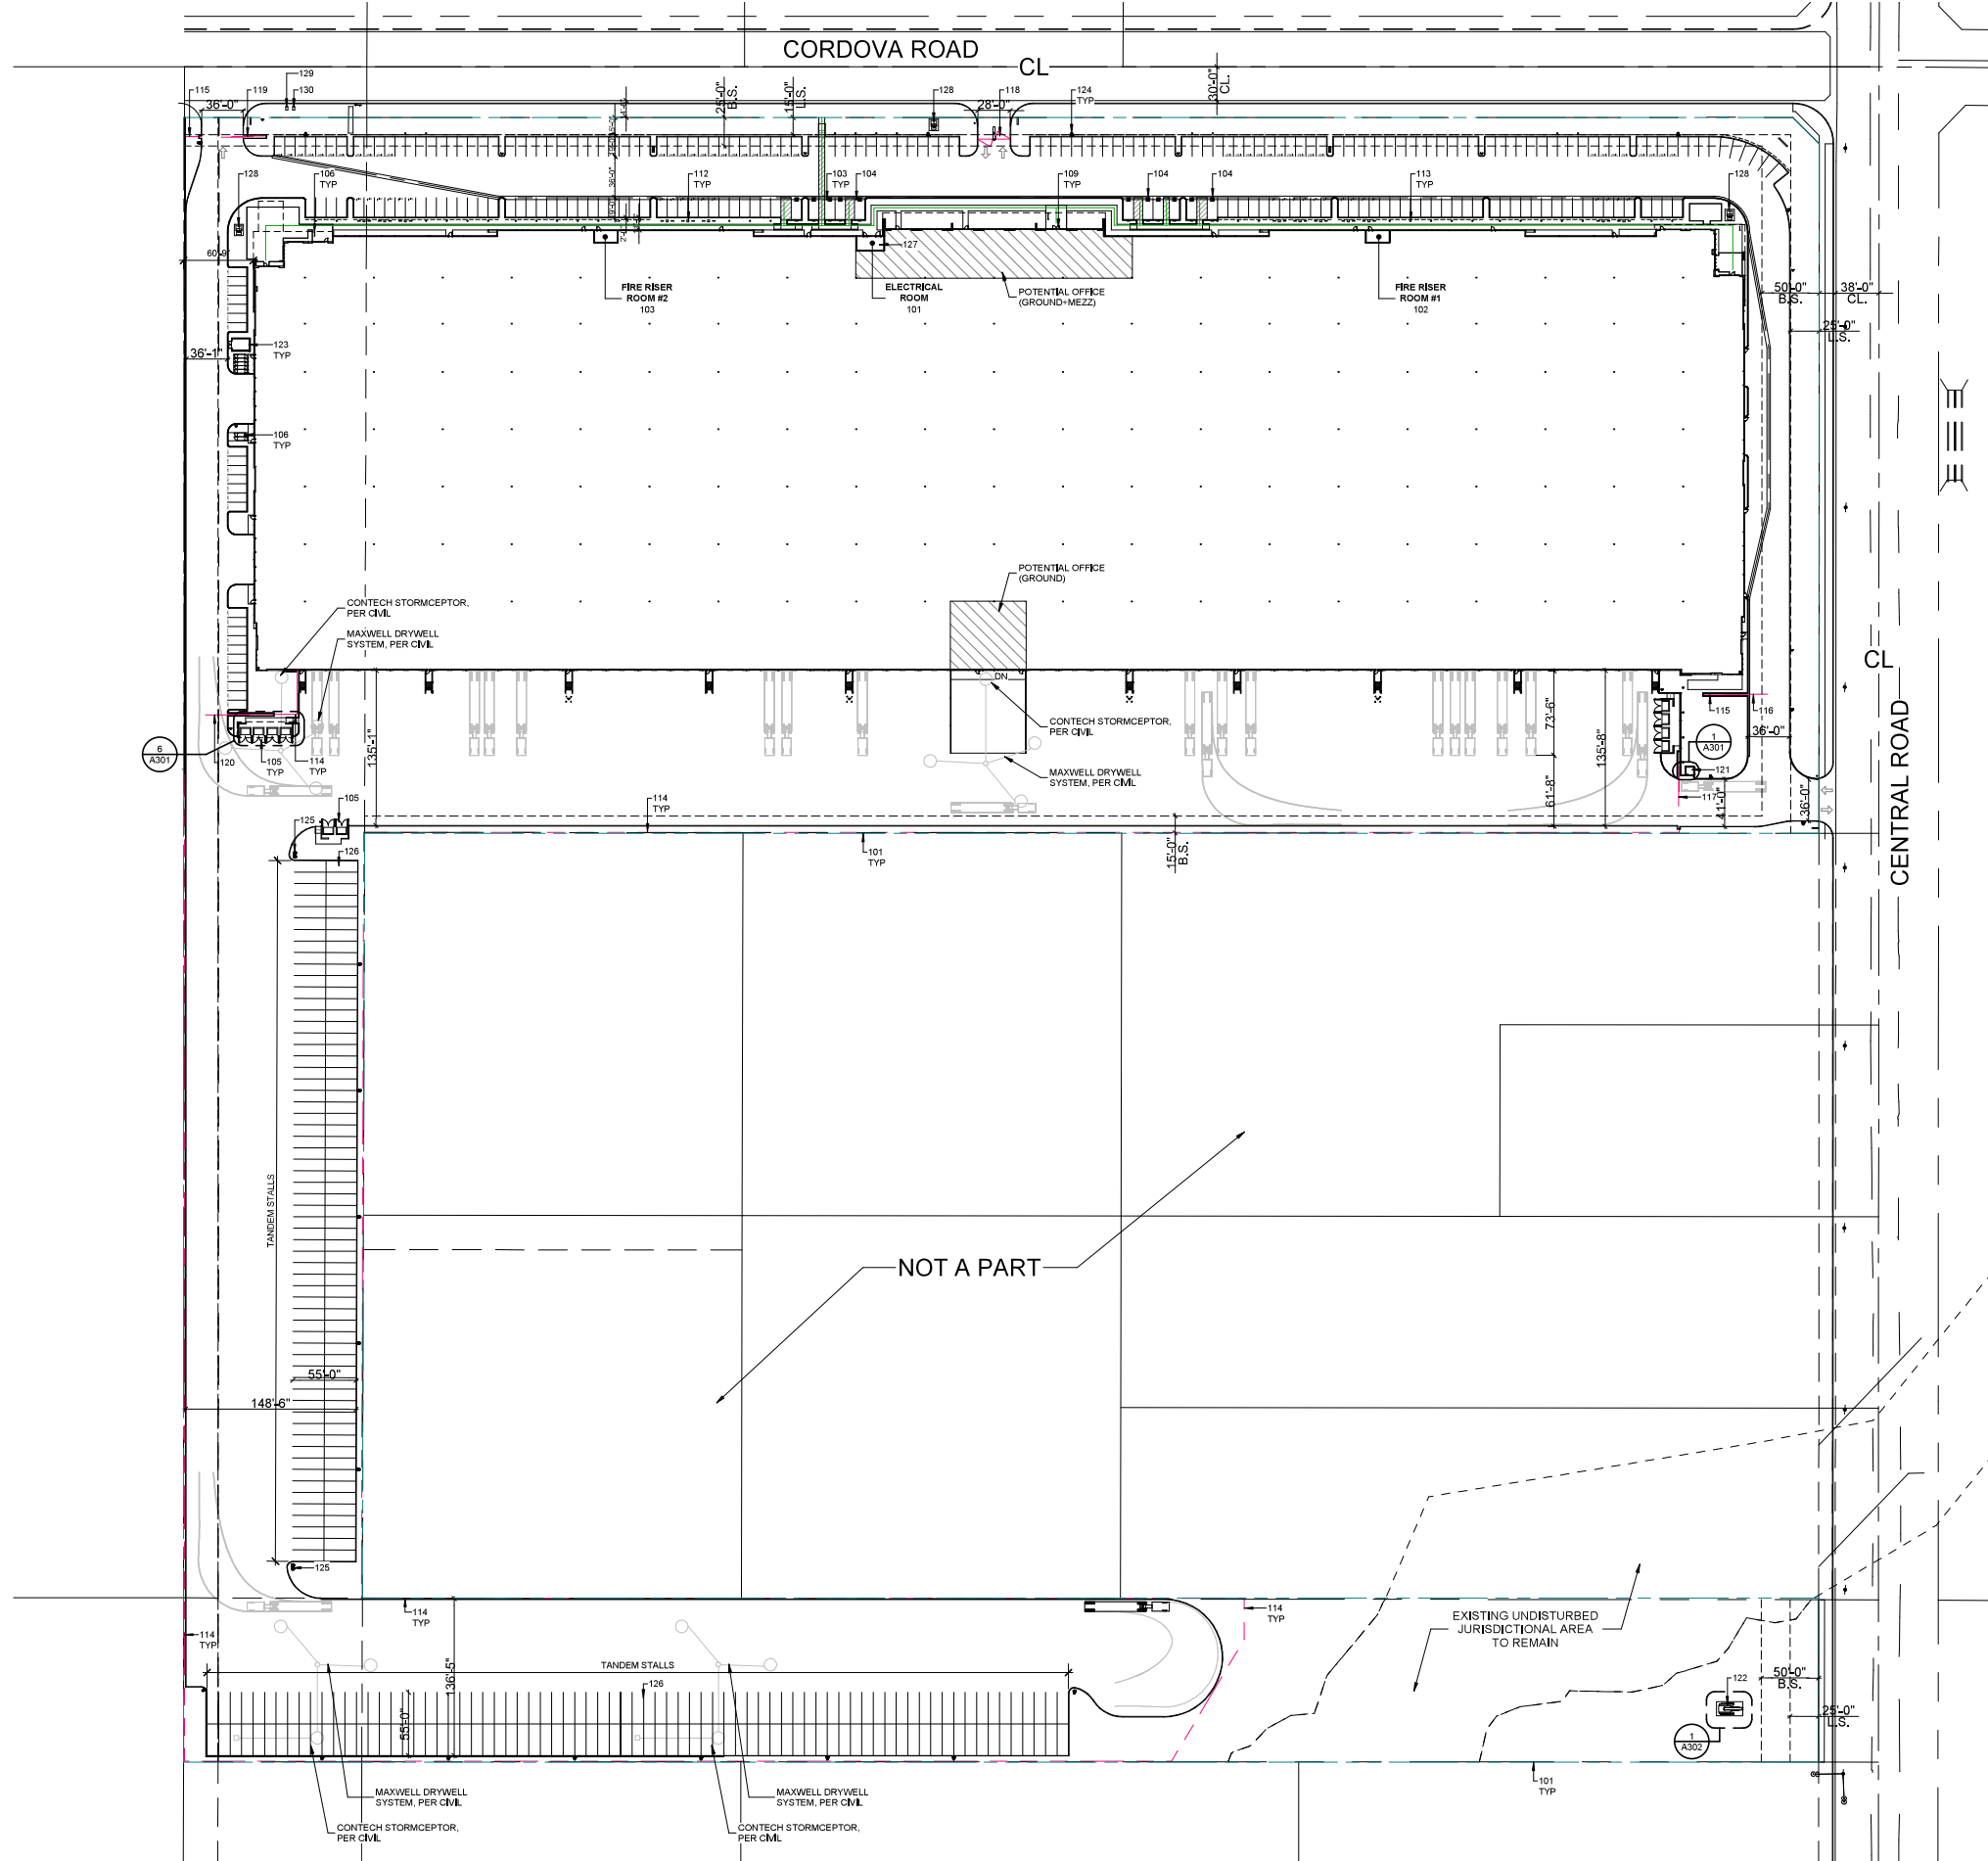 CORDOVA ROAD
CL
129
130
115
36'-0"
119
25'-0"
B.S.
15'-0"
L.S.
128
28'-0"
118
124
TYP
30'-0"
CL.
128
106
TYP
36'-0"
112
TYP
103
TYP
104
109
TYP
104
104
113
TYP
128
60'-9"
127
FIRE RISER
ROOM #2
103
ELECTRICAL
ROOM
101
POTENTIAL OFFICE
(GROUND+MEZZ)
FIRE RISER
ROOM #1
102
50'-0"
B.S.
38'-0"
CL.
25'-0"
L.S.
123
TYP
36'-1"
106
TYP
POTENTIAL OFFICE
(GROUND)
CONTECH STORMCEPTOR,
PER CIVIL
MAXWELL DRYWELL
SYSTEM, PER CIVIL
CL
DN
CONTECH STORMCEPTOR,
PER CIVIL
MAXWELL DRYWELL
SYSTEM, PER CIVIL
135'-1"
73'-6"
61'-8"
135'-8"
115
116
36'-0"
1
A301
121
117
41'-0"
36'-0"
CENTRAL ROAD
6
A301
120
105
TYP
114
TYP
105
125
126
114
TYP
101
TYP
15'-0"
B.S.
TANDEM STALLS
NOT A PART
55'-0"
148'-6"
125
114
TYP
114
TYP
114
TYP
EXISTING UNDISTURBED
JURISDICTIONAL AREA
TO REMAIN
TANDEM STALLS
136'-5"
126
55'-0"
122
50'-0"
B.S.
25'-0"
L.S.
1
A302
101
TYP
MAXWELL DRYWELL
SYSTEM, PER CIVIL
CONTECH STORMCEPTOR,
PER CIVIL
MAXWELL DRYWELL
SYSTEM, PER CIVIL
CONTECH STORMCEPTOR,
PER CIVIL